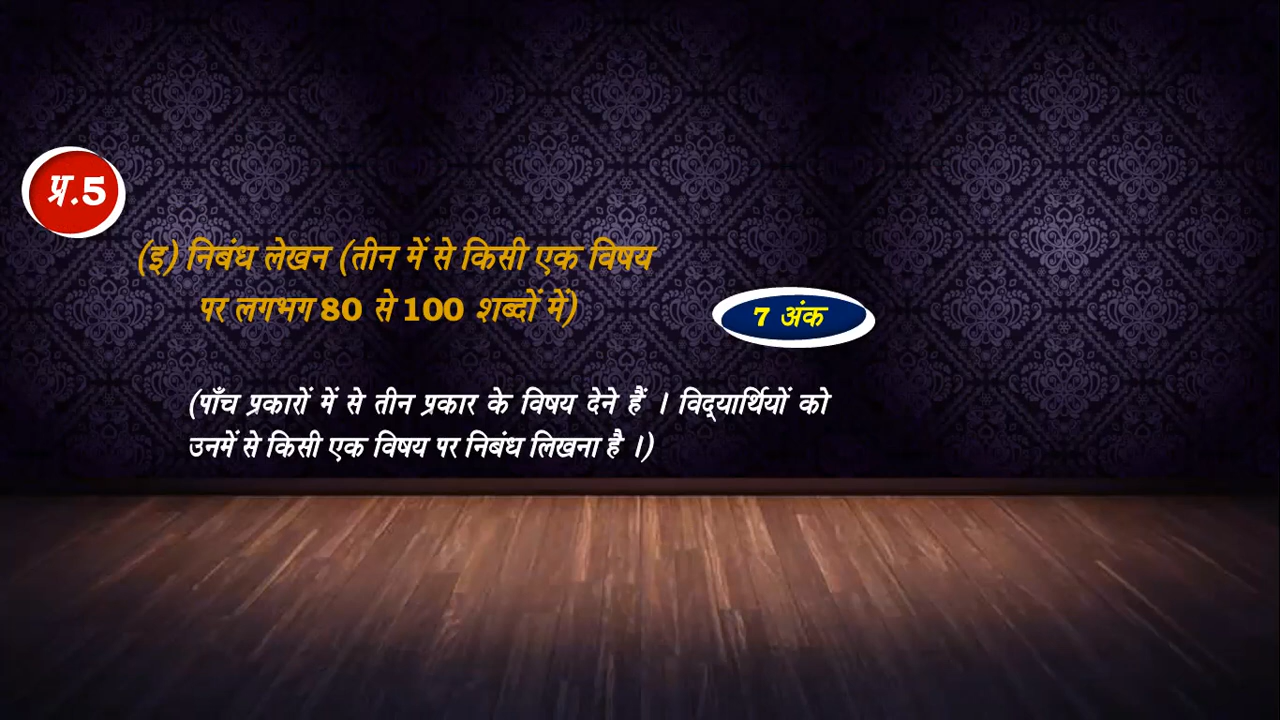 प्र.5
(इ) निबंध लेखन (तीन में से किसी एक विषय
पर लगभग 80 से 100 शब्दों में)
7 अंक
(पाँच प्रकारों में से तीन प्रकार के विषय देने हैं । विद्‌यार्थियों को
उनमें से किसी एक विषय पर निबंध लिखना है ।)